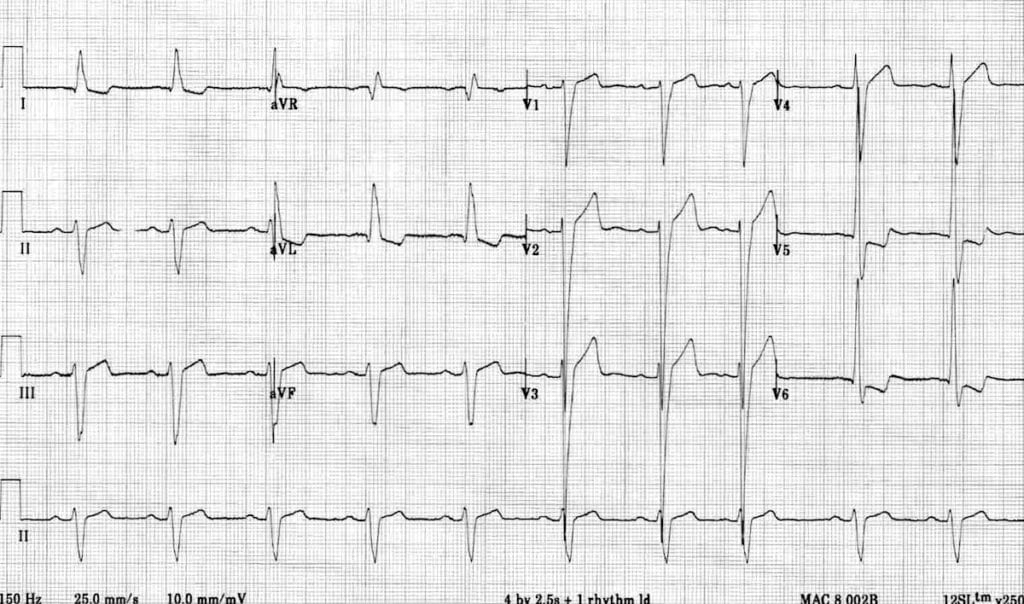 I aVR V1 V4
II aVL V2 V5
III aVF V3 V6
II
150 Hz 25.0 mm/s 10.0 mm/mV 4 by 2.5s + 1 rhythm ld MAC 8 002B 12SL™ v250